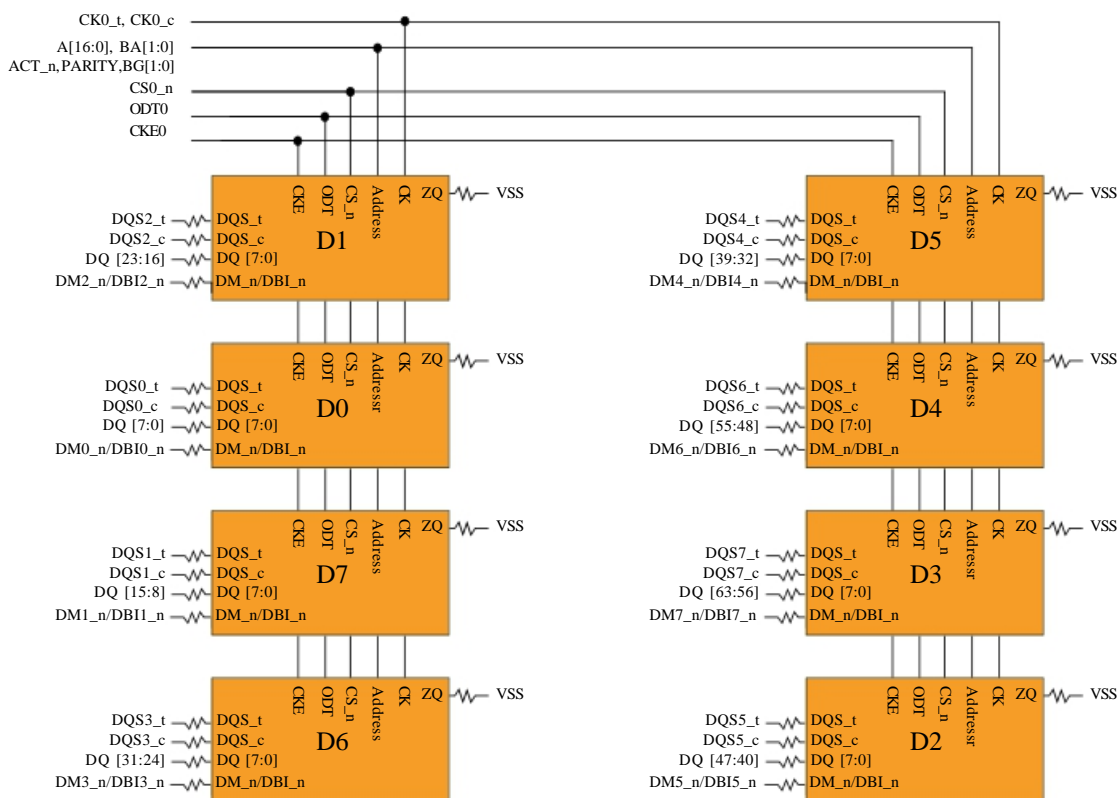 CK0_t, CK0_c
A[16:0], BA[1:0]
ACT_n,PARITY,BG[1:0]
CS0_n
ODT0
CKE0
CKE ODT CS_n Address CK ZQ VSS
DQS2_t DQS_t
DQS2_c DQS_c
DQ [23:16] DQ [7:0]
DM2_n/DBI2_n DM_n/DBI_n
D1
CKE ODT CS_n Address CK ZQ VSS
DQS4_t DQS_t
DQS4_c DQS_c
DQ [39:32] DQ [7:0]
DM4_n/DBI4_n DM_n/DBI_n
D5
CKE ODT CS_n Addressr CK ZQ VSS
DQS0_t DQS_t
DQS0_c DQS_c
DQ [7:0] DQ [7:0]
DM0_n/DBI0_n DM_n/DBI_n
D0
CKE ODT CS_n Address CK ZQ VSS
DQS6_t DQS_t
DQS6_c DQS_c
DQ [55:48] DQ [7:0]
DM6_n/DBI6_n DM_n/DBI_n
D4
CKE ODT CS_n Address CK ZQ VSS
DQS1_t DQS_t
DQS1_c DQS_c
DQ [15:8] DQ [7:0]
DM1_n/DBI1_n DM_n/DBI_n
D7
CKE ODT CS_n Addressr CK ZQ VSS
DQS7_t DQS_t
DQS7_c DQS_c
DQ [63:56] DQ [7:0]
DM7_n/DBI7_n DM_n/DBI_n
D3
CKE ODT CS_n Address CK ZQ VSS
DQS3_t DQS_t
DQS3_c DQS_c
DQ [31:24] DQ [7:0]
DM3_n/DBI3_n DM_n/DBI_n
D6
CKE ODT CS_n Addressr CK ZQ VSS
DQS5_t DQS_t
DQS5_c DQS_c
DQ [47:40] DQ [7:0]
DM5_n/DBI5_n DM_n/DBI_n
D2